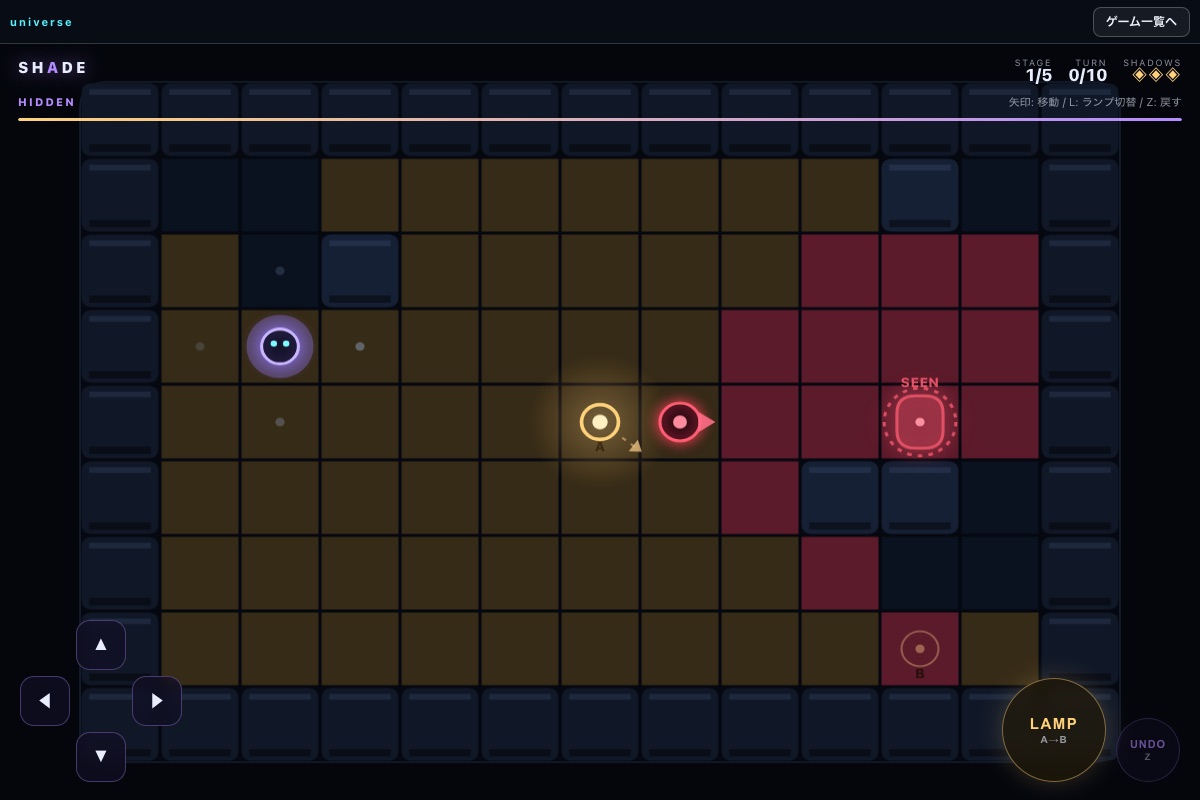 universe
ゲーム一覧へ
SHADE
STAGE TURN SHADOWS
1/5 0/10
HIDDEN
矢印: 移動 / L: ランプ切替 / Z: 戻す
SEEN
A
B
LAMP
A→B
UNDO
Z